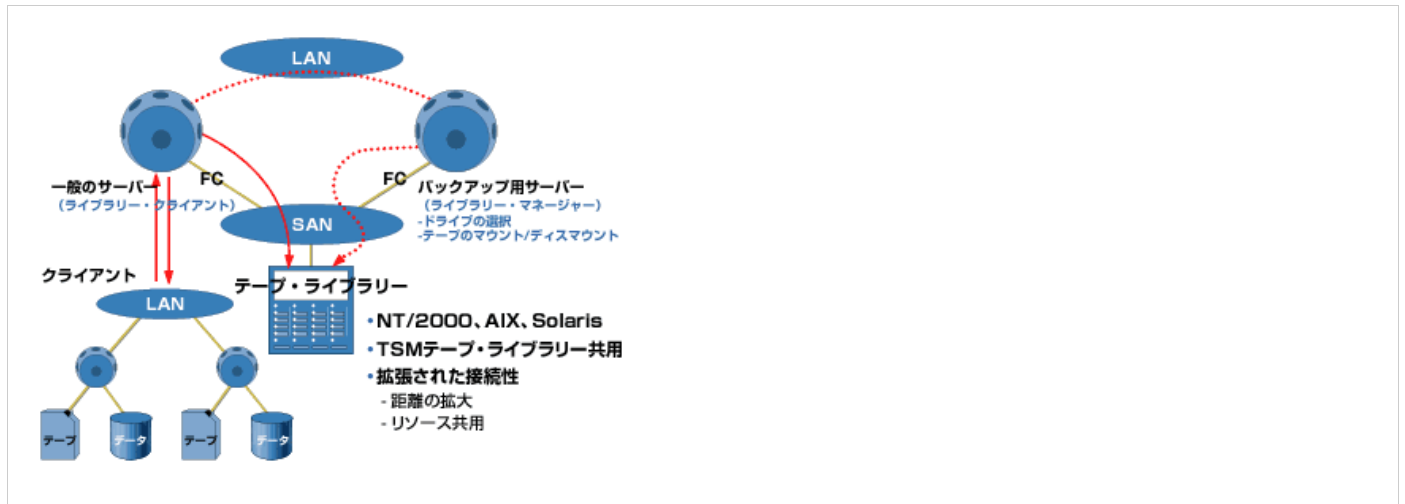 LAN
FC
FC
一般のサーバー
（ライブラリー・クライアント）
バックアップ用サーバー
（ライブラリー・マネージャー）
-ドライブの選択
-テープのマウント/ディスマウント
SAN
クライアント
テープ・ライブラリー
LAN
・NT/2000、AIX、Solaris
・TSMテープ・ライブラリー共用
・拡張された接続性
- 距離の拡大
- リソース共用
テープ
データ
テープ
データ